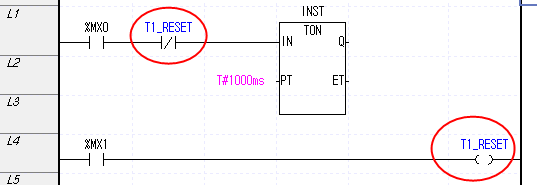 L1
INST
%MX0 T1_RESET TON
IN Q
L2
T#1000ms PT ET
L3
L4
%MX1 T1_RESET
L5